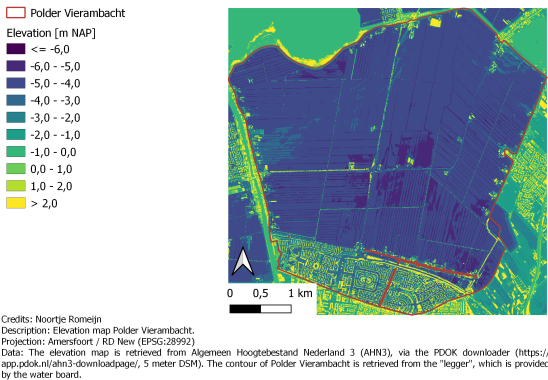 Polder Vierambacht
Elevation [m NAP]
<= -6,0
-6,0 - -5,0
-5,0 - -4,0
-4,0 - -3,0
-3,0 - -2,0
-2,0 - -1,0
-1,0 - 0,0
0,0 - 1,0
1,0 - 2,0
> 2,0
0 0,5 1 km
Credits: Noortje Romeijn
Description: Elevation map Polder Vierambacht.
Projection: Amersfoort / RD New (EPSG:28992)
Data: The elevation map is retrieved from Algemeen Hoogtebestand Nederland 3 (AHN3), via the PDOK downloader (https:/
app.pdok.nl/ahn3-downloadpage/, 5 meter DSM). The contour of Polder Vierambacht is retrieved from the "legger", which is provided
by the water board.